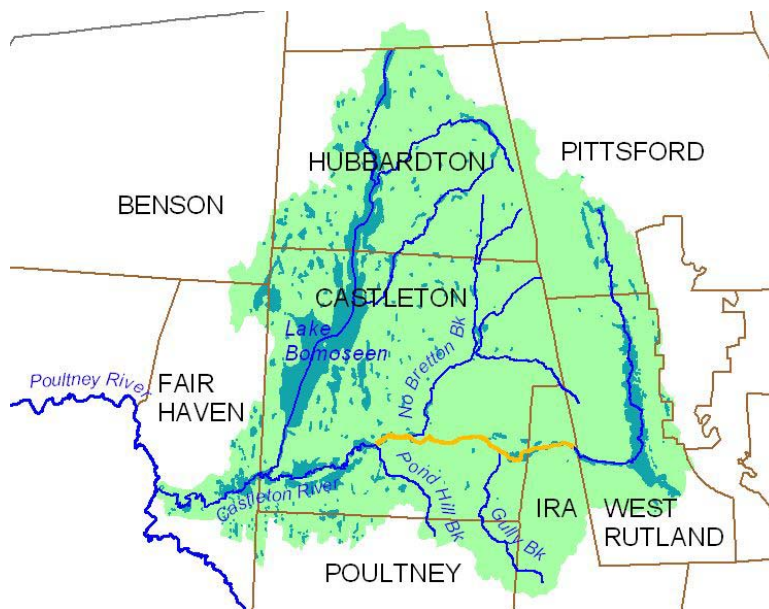 HUBBARDTON
PITTSFORD
BENSON
CASTLETON
Lake
Bomoseen
No Bretton Bk
Poultney River
FAIR
HAVEN
Castleton River
Pond Hill Bk
Gully Bk
IRA
WEST
RUTLAND
POULTNEY